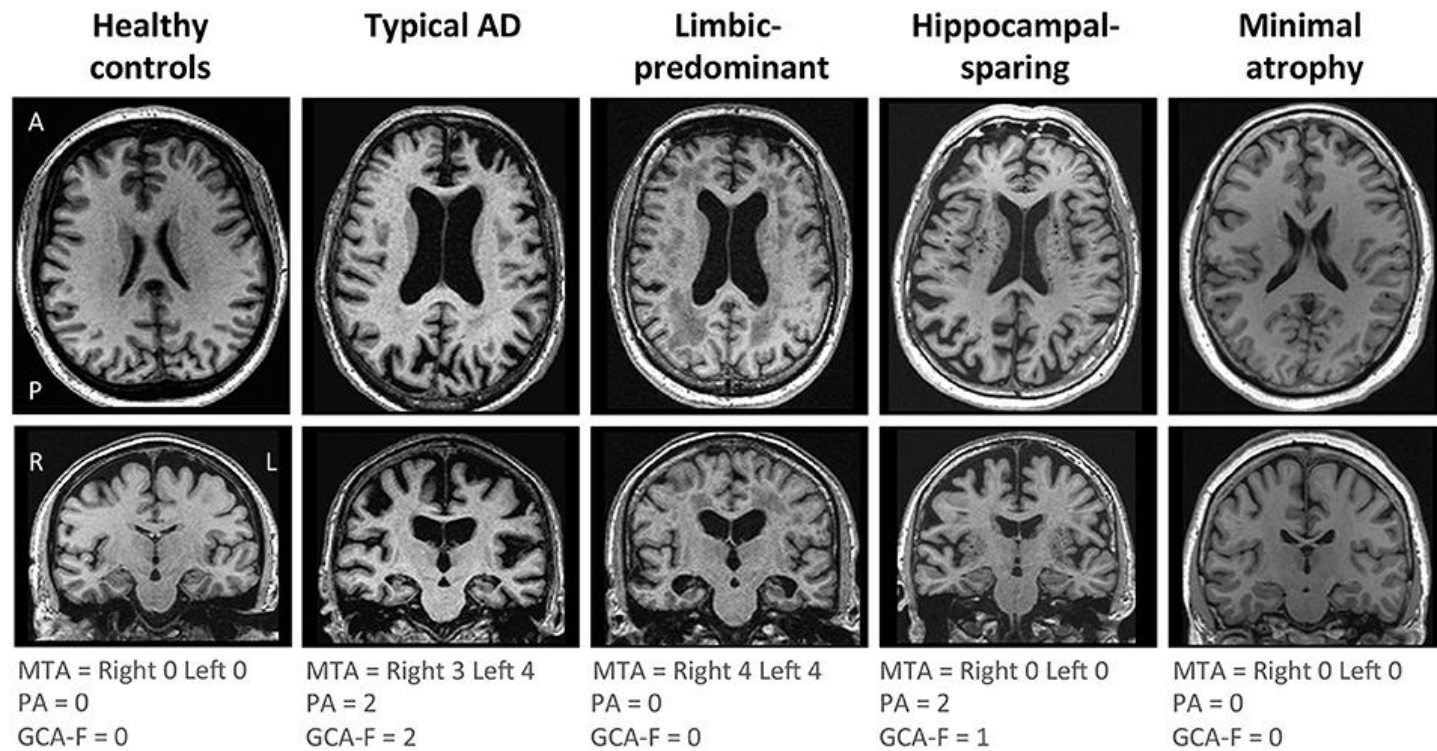 Healthy controls
Typical AD
Limbic-predominant
Hippocampal-sparing
Minimal atrophy
A
P
R
L
MTA = Right 0 Left 0
PA = 0
GCA-F = 0
MTA = Right 3 Left 4
PA = 2
GCA-F = 2
MTA = Right 4 Left 4
PA = 0
GCA-F = 0
MTA = Right 0 Left 0
PA = 2
GCA-F = 1
MTA = Right 0 Left 0
PA = 0
GCA-F = 0